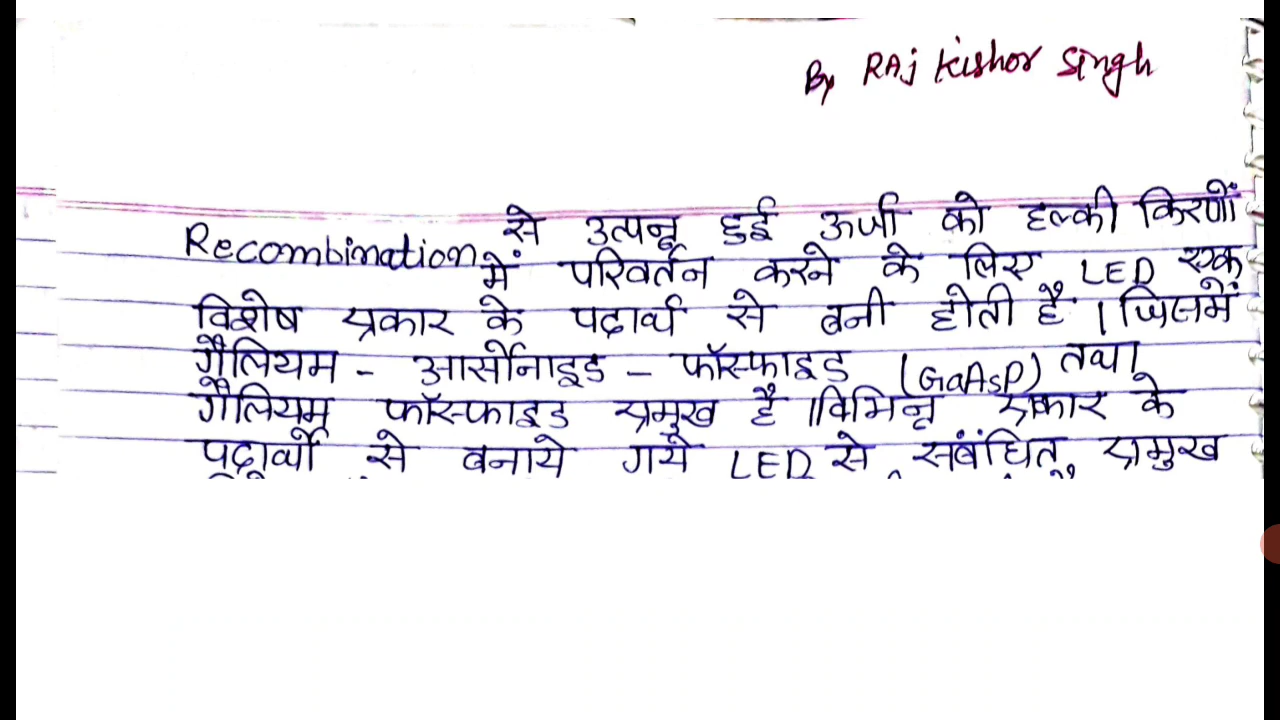 By RAj Kishor Singh
Recombination से उत्पन्न हुई ऊर्जा को हल्की किरणों
में परिवर्तन करने के लिए LED एक
विशेष प्रकार के पदार्थ से बनी होती है । जिसमें
गैलियम - आर्सेनाइड - फॉस्फाइड (GaAsP) तथा
गैलियम फॉस्फाइड प्रमुख है । विभिन्न प्रकार के
पदार्थो से बनाये गये LED से संबंधित प्रमुख